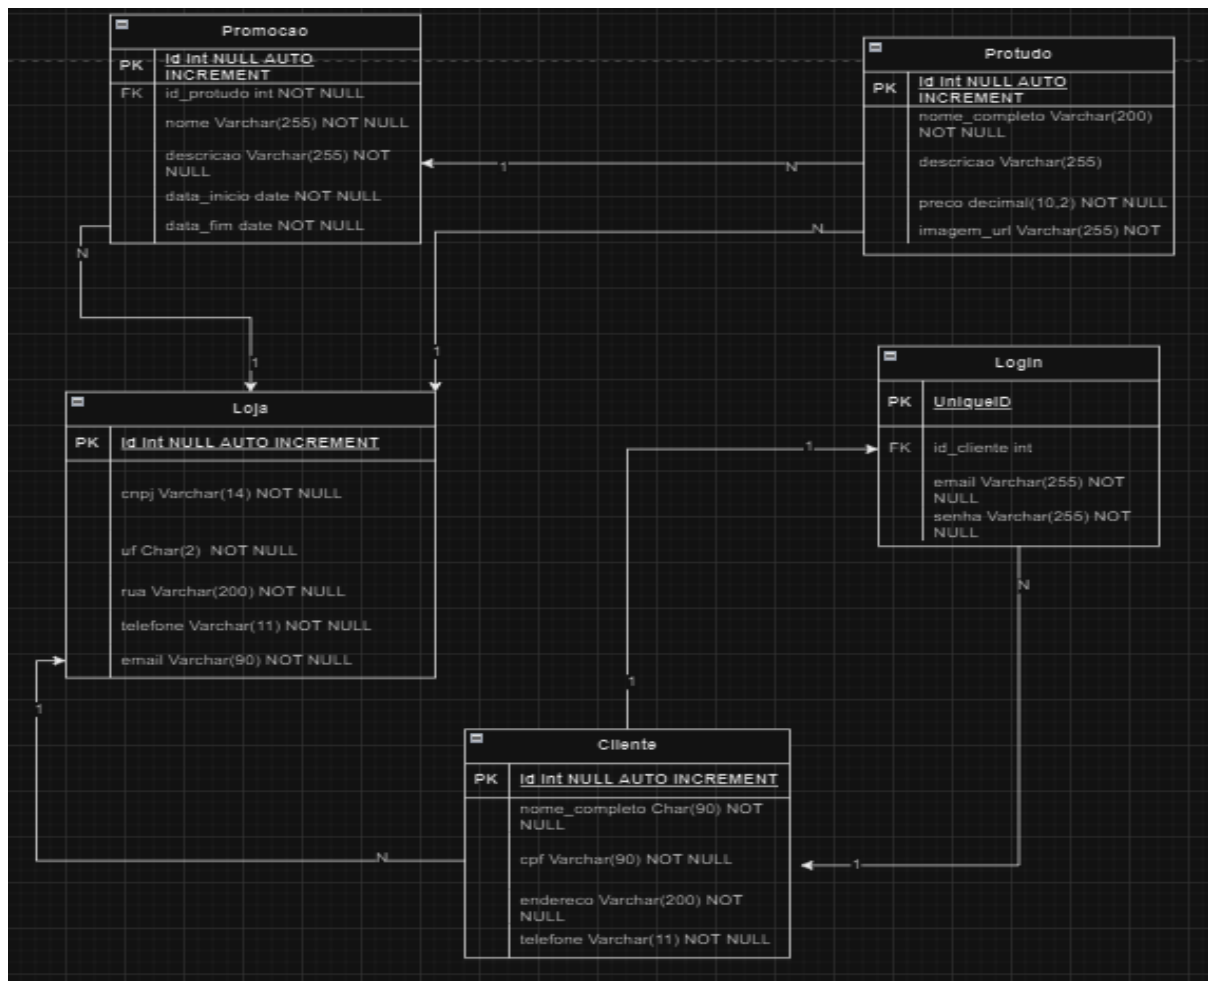 Promocao
PK
Id Int NULL AUTO
INCREMENT
FK
id_protudo int NOT NULL
nome Varchar(255) NOT NULL
descricao Varchar(255) NOT
NULL
data_inicio date NOT NULL
data_fim date NOT NULL
Protudo
PK
Id Int NULL AUTO
INCREMENT
nome_completo Varchar(200)
NOT NULL
descricao Varchar(255)
preco decimal(10,2) NOT NULL
imagem_url Varchar(255) NOT
1
N
N
N
1
1
Loja
PK
Id Int NULL AUTO INCREMENT
cnpj Varchar(14) NOT NULL
uf Char(2) NOT NULL
rua Varchar(200) NOT NULL
telefone Varchar(11) NOT NULL
email Varchar(90) NOT NULL
Login
PK
UniqueID
FK
id_cliente int
email Varchar(255) NOT
NULL
senha Varchar(255) NOT
NULL
1
N
1
1
Cliente
PK
Id Int NULL AUTO INCREMENT
nome_completo Char(90) NOT
NULL
cpf Varchar(90) NOT NULL
endereco Varchar(200) NOT
NULL
telefone Varchar(11) NOT NULL
N
1